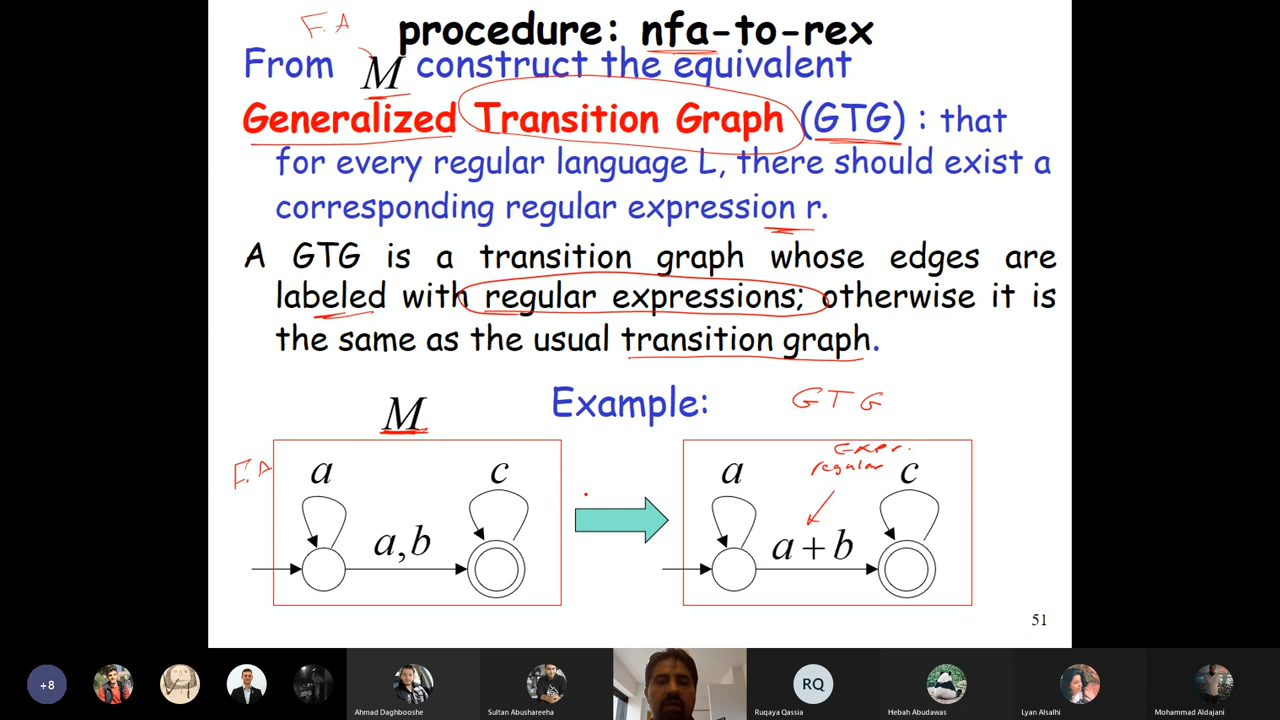 F.A
procedure: nfa-to-rex
From M construct the equivalent
Generalized Transition Graph (GTG) : that
for every regular language L, there should exist a
corresponding regular expression r.
A GTG is a transition graph whose edges are
labeled with regular expressions; otherwise it is
the same as the usual transition graph.
M Example: GTG
F.A a c a expr. c
regular
a,b a+b
51
+8 Ahmad Daghbooshe Sultan Abushareeha RQ Ruqaya Qassia Hebah Abudawas Lyan Alsalhi Mohammad Aldajani